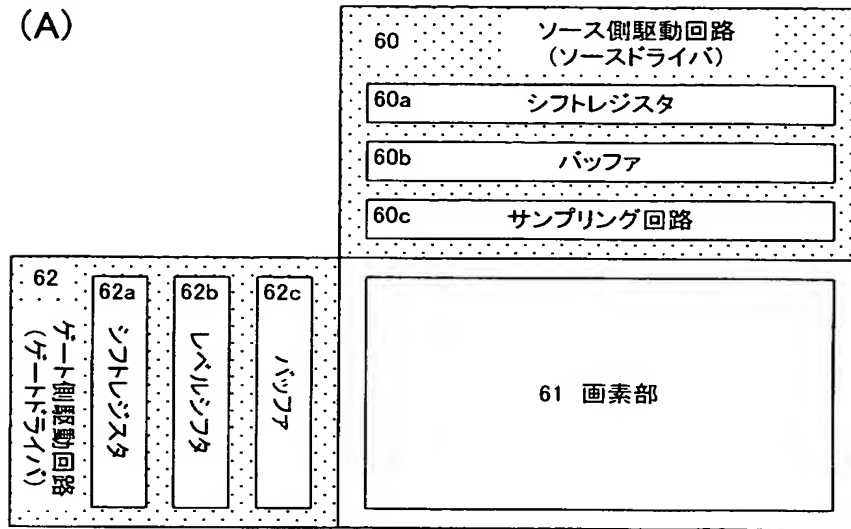 (A)
60
ソース側駆動回路
(ソースドライバ)
60a
シフトレジスタ
60b
バッファ
60c
サンプリング回路
62
ゲート側駆動回路
(ゲートドライバ)
62a
シフトレジスタ
62b
レベルシフタ
62c
バッファ
61 画素部